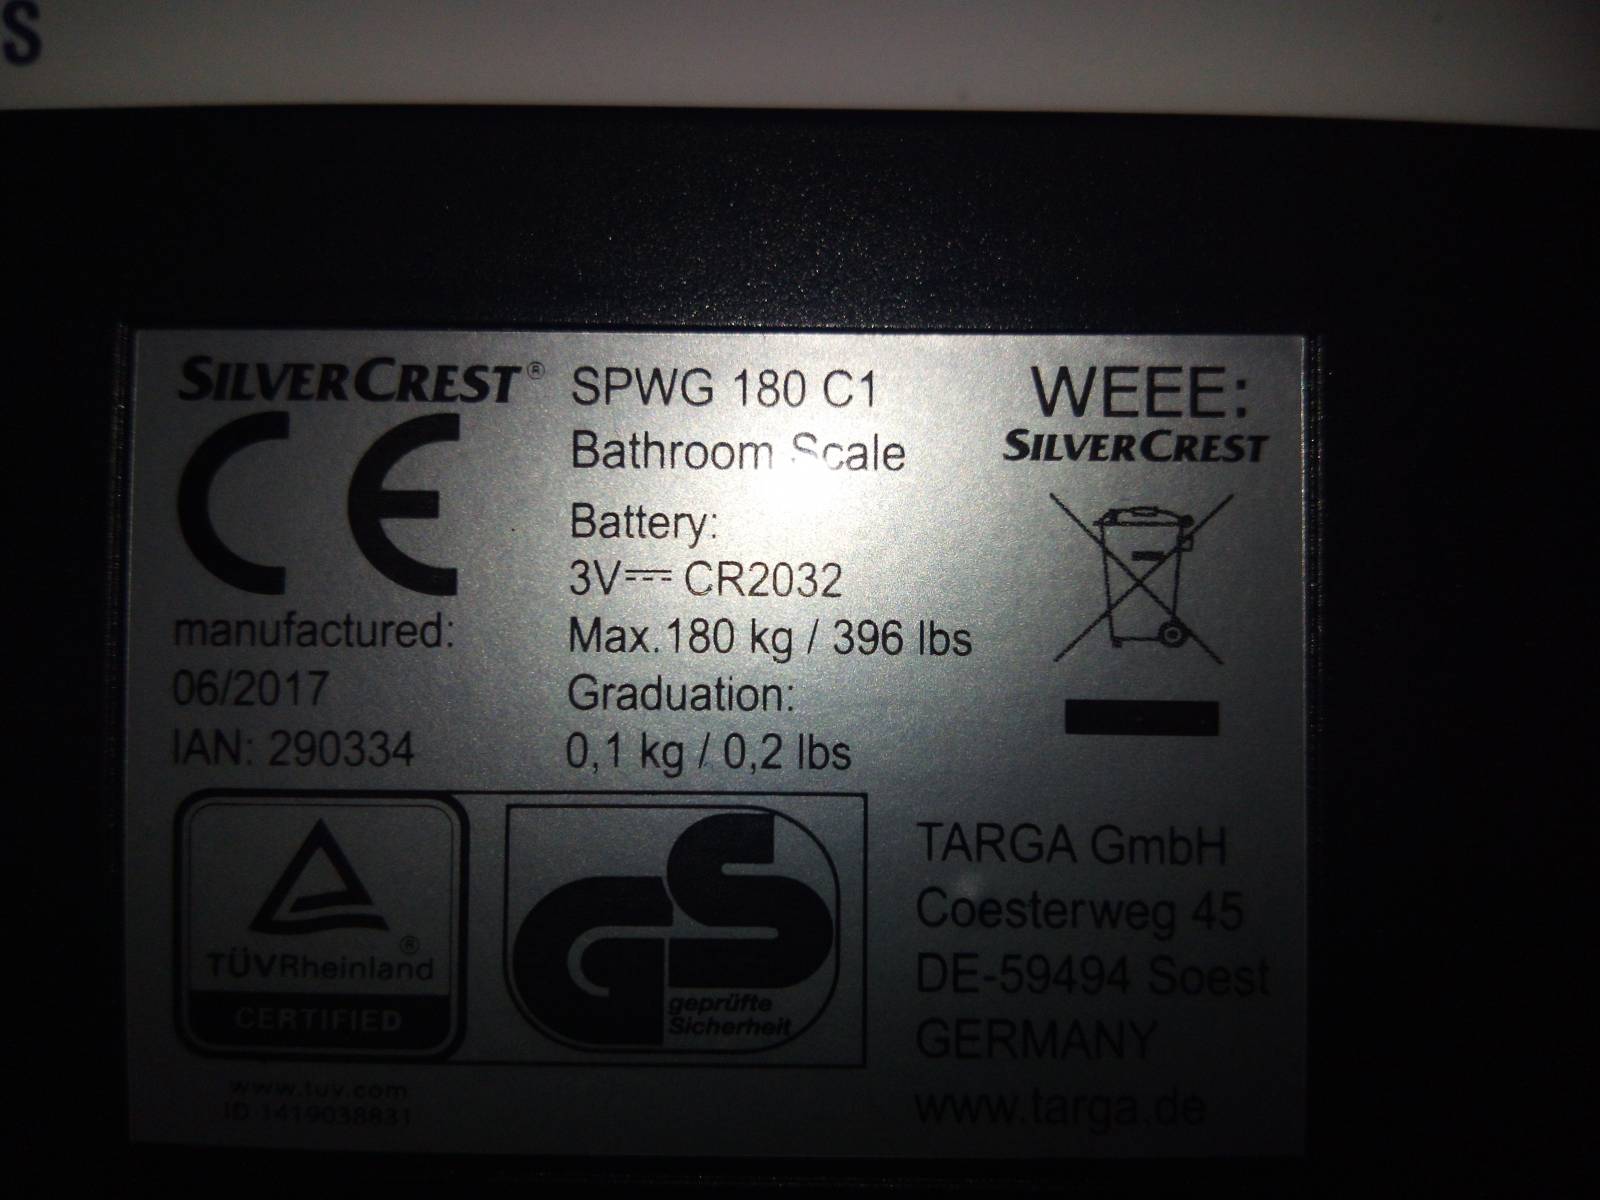 S
SILVERCREST® SPWG 180 C1
Bathroom Scale
Battery:
3V⎓ CR2032
Max.180 kg / 396 lbs
Graduation:
0,1 kg / 0,2 lbs
CE
manufactured:
06/2017
IAN: 290334
WEEE:
SILVERCREST
TÜVRheinland®
CERTIFIED
www.tuv.com
ID 1419038831
GS
geprüfte
Sicherheit
TARGA GmbH
Coesterweg 45
DE-59494 Soest
GERMANY
www.targa.de